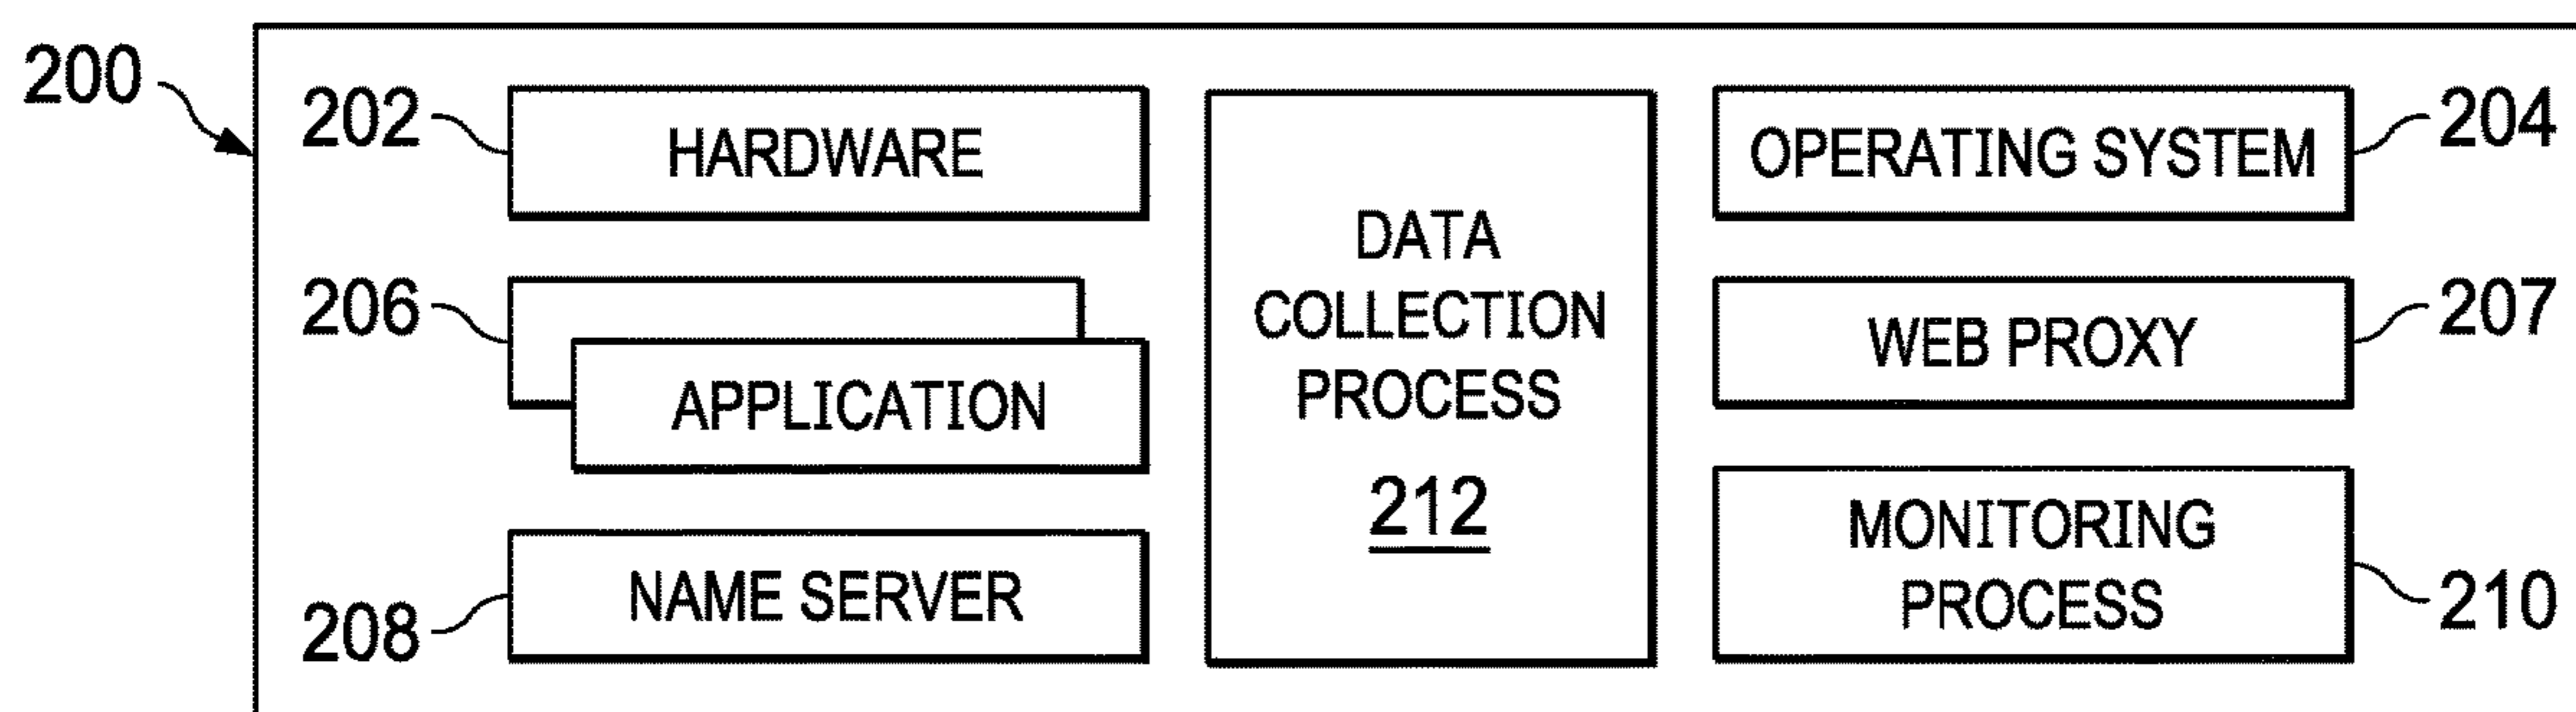 200
202
HARDWARE
206
APPLICATION
208
NAME SERVER
DATA
COLLECTION
PROCESS
212
OPERATING SYSTEM
204
WEB PROXY
207
MONITORING
PROCESS
210